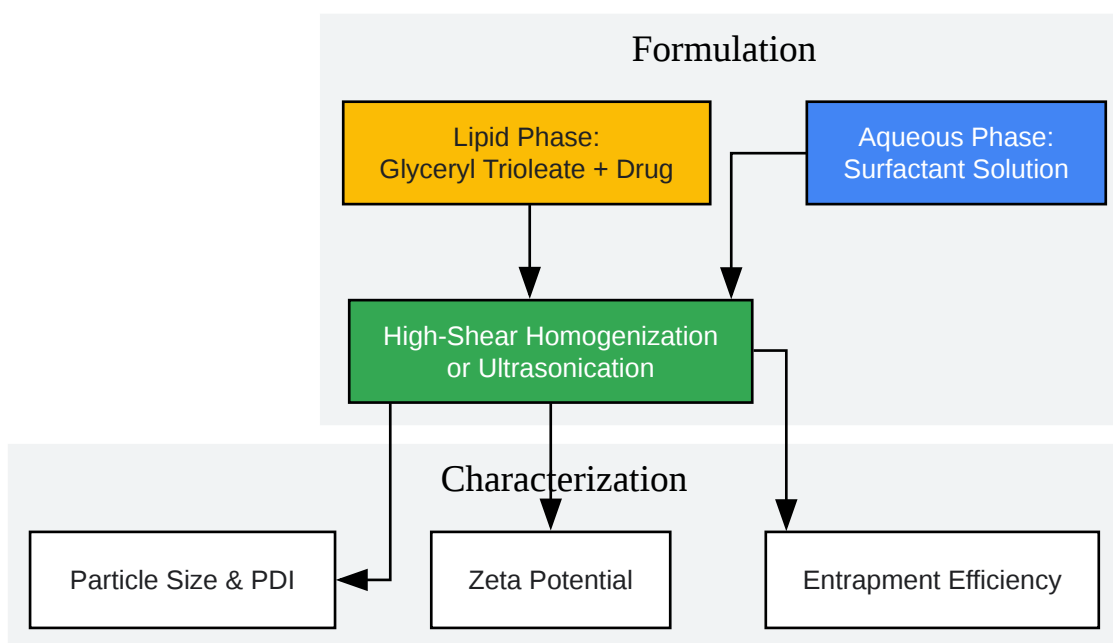 Formulation
Lipid Phase:
Glyceryl Trioleate + Drug
Aqueous Phase:
Surfactant Solution
High-Shear Homogenization
or Ultrasonication
Characterization
Particle Size & PDI
Zeta Potential
Entrapment Efficiency